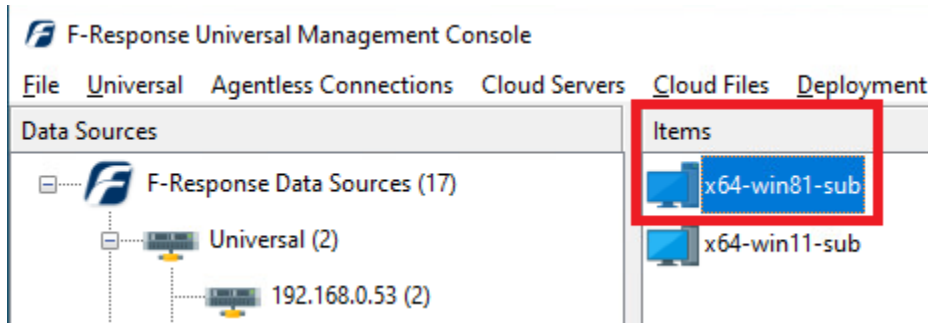 F-Response Universal Management Console
File Universal Agentless Connections Cloud Servers Cloud Files Deployment
Data Sources
Items
F-Response Data Sources (17)
x64-win81-sub
Universal (2)
x64-win11-sub
192.168.0.53 (2)